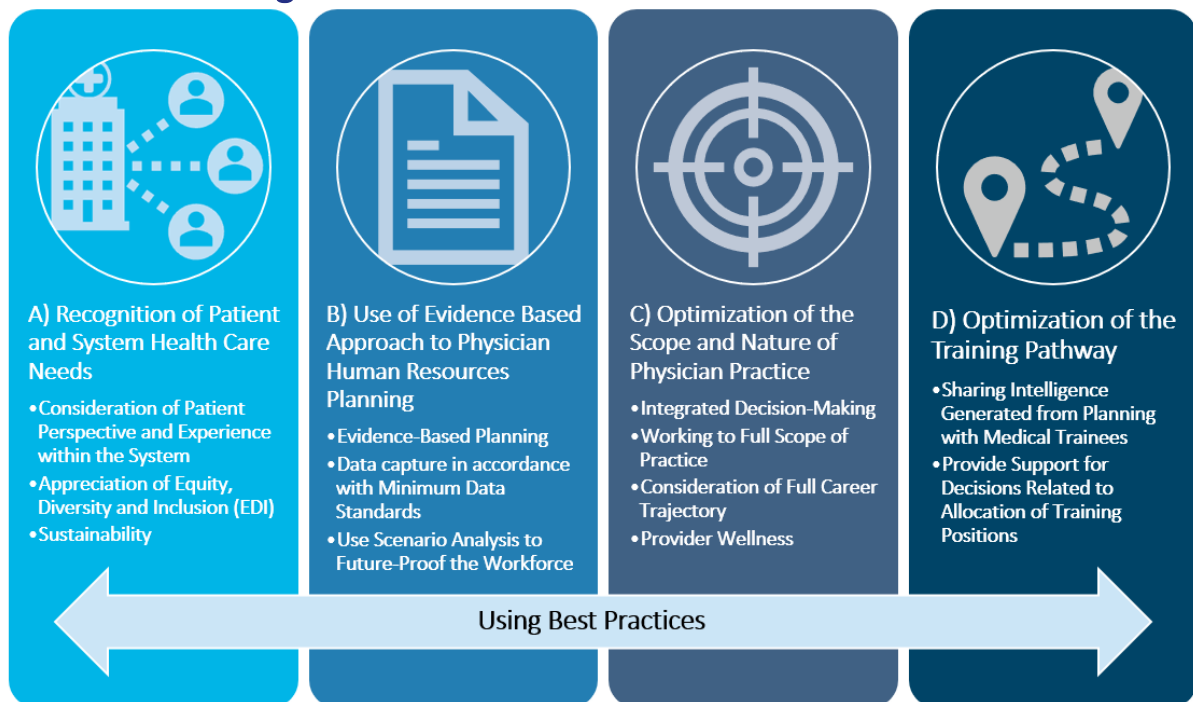 A) Recognition of Patient
and System Health Care
Needs
•Consideration of Patient
Perspective and Experience
within the System
•Appreciation of Equity,
Diversity and Inclusion (EDI)
•Sustainability
B) Use of Evidence Based
Approach to Physician
Human Resources
Planning
•Evidence-Based Planning
•Data capture in accordance
with Minimum Data
Standards
•Use Scenario Analysis to
Future-Proof the Workforce
C) Optimization of the
Scope and Nature of
Physician Practice
•Integrated Decision-Making
•Working to Full Scope of
Practice
•Consideration of Full Career
Trajectory
•Provider Wellness
D) Optimization of the
Training Pathway
•Sharing Intelligence
Generated from Planning
with Medical Trainees
•Provide Support for
Decisions Related to
Allocation of Training
Positions
Using Best Practices